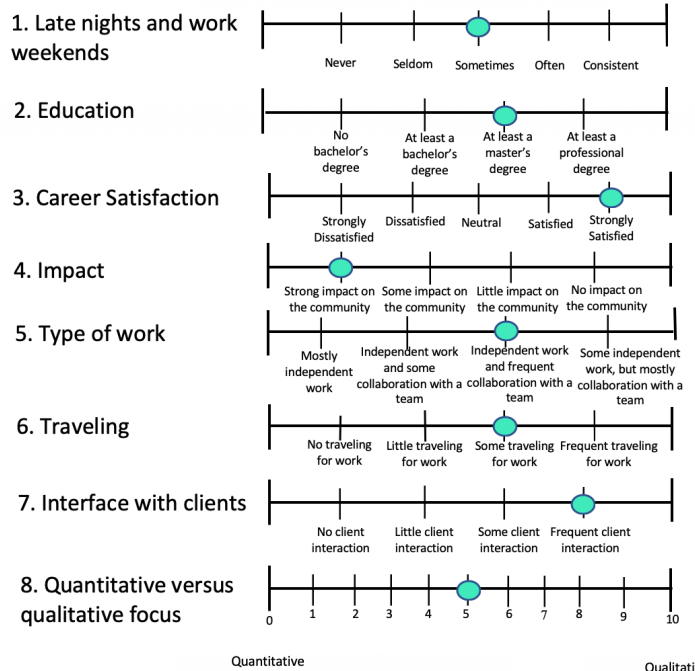 1. Late nights and work
weekends
Never Seldom Sometimes Often Consistent
2. Education
No
bachelor's
degree
At least a
bachelor's
degree
At least a
master's
degree
At least a
professional
degree
3. Career Satisfaction
Strongly
Dissatisfied
Dissatisfied
Neutral
Satisfied
Strongly
Satisfied
4. Impact
Strong impact on
the community
Some impact on
the community
Little impact on
the community
No impact on
the community
5. Type of work
Mostly
independent
work
Independent work
and some
collaboration with a
team
Independent work
and frequent
collaboration with a
team
Some independent
work, but mostly
collaboration with a
team
6. Traveling
No traveling
for work
Little traveling
for work
Some traveling
for work
Frequent traveling
for work
7. Interface with clients
No client
interaction
Little client
interaction
Some client
interaction
Frequent client
interaction
8. Quantitative versus
qualitative focus
0 1 2 3 4 5 6 7 8 9 10
Quantitative
Qualitati